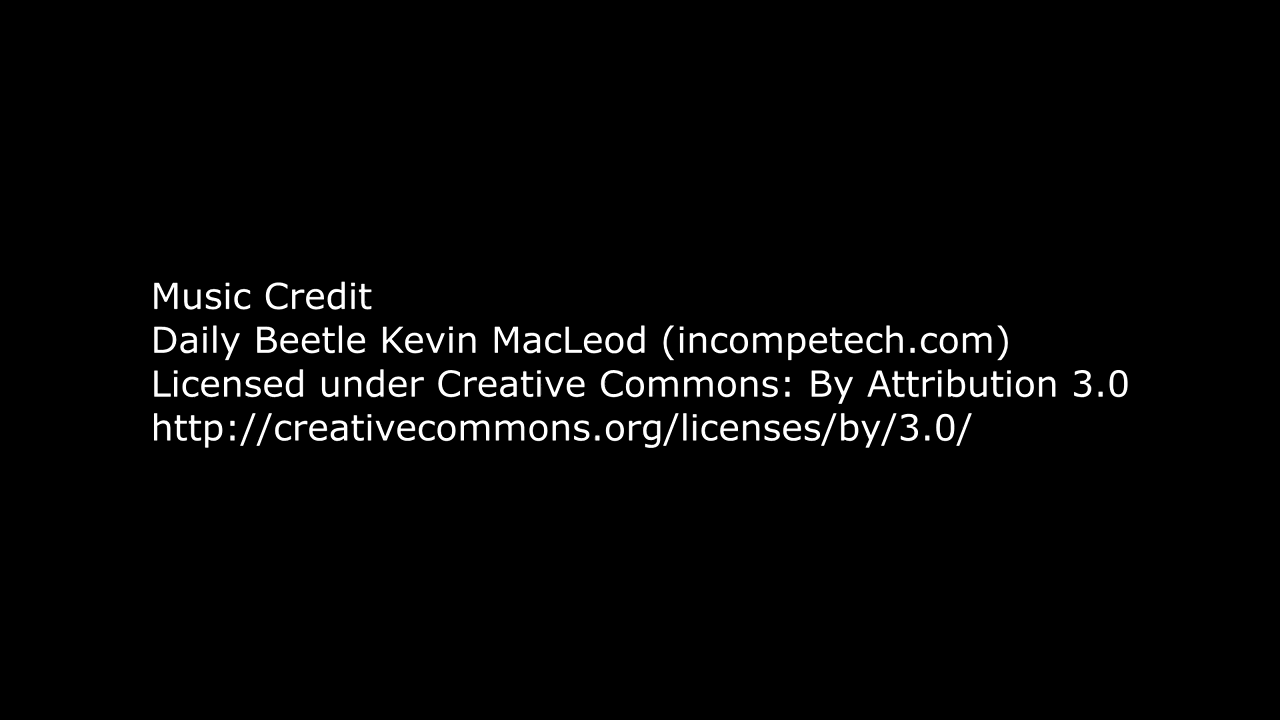 Music Credit
Daily Beetle Kevin MacLeod (incompetech.com)
Licensed under Creative Commons: By Attribution 3.0
http://creativecommons.org/licenses/by/3.0/